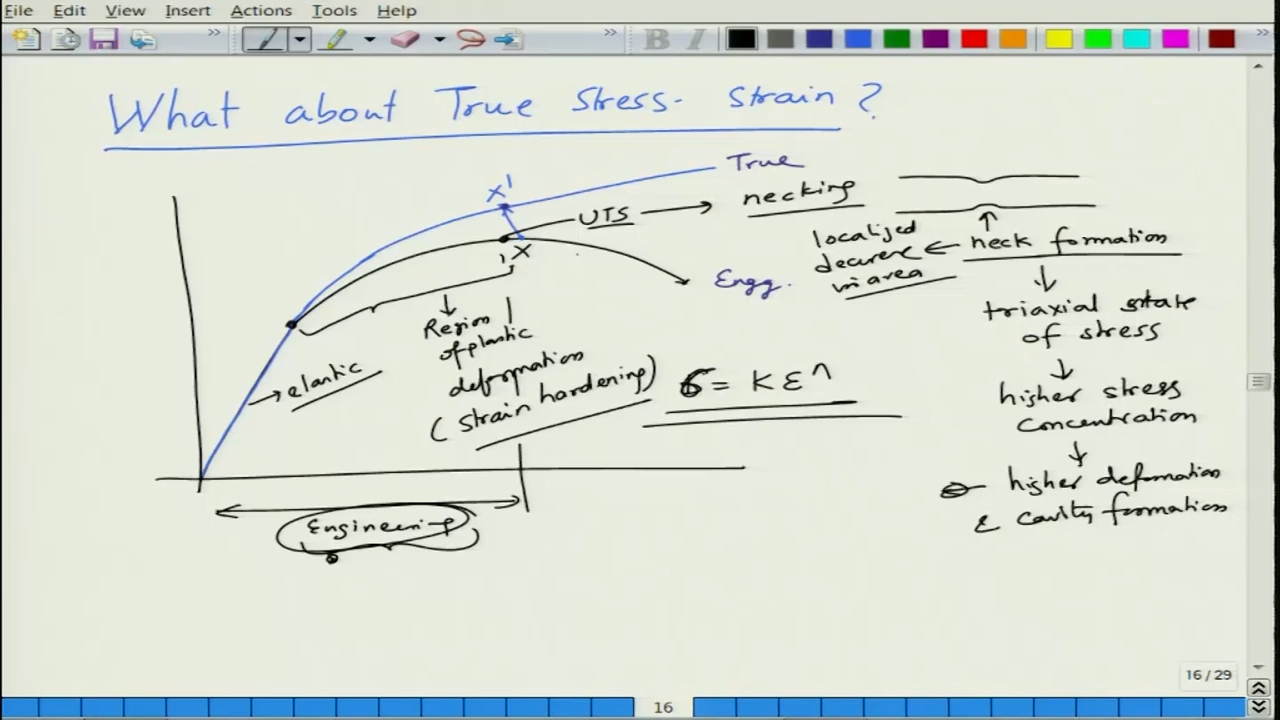 File Edit View Insert Actions Tools Help
B I
What about True Stress- Strain?
True
X'
UTS
necking
X
Engg.
neck formation
localized
decrease
in area
triaxial state
of stress
higher stress
concentration
higher deformation
& cavity formation
elastic
Region
of plastic
deformation
(strain hardening)
σ = K ε^n
Engineering
16 / 29
16